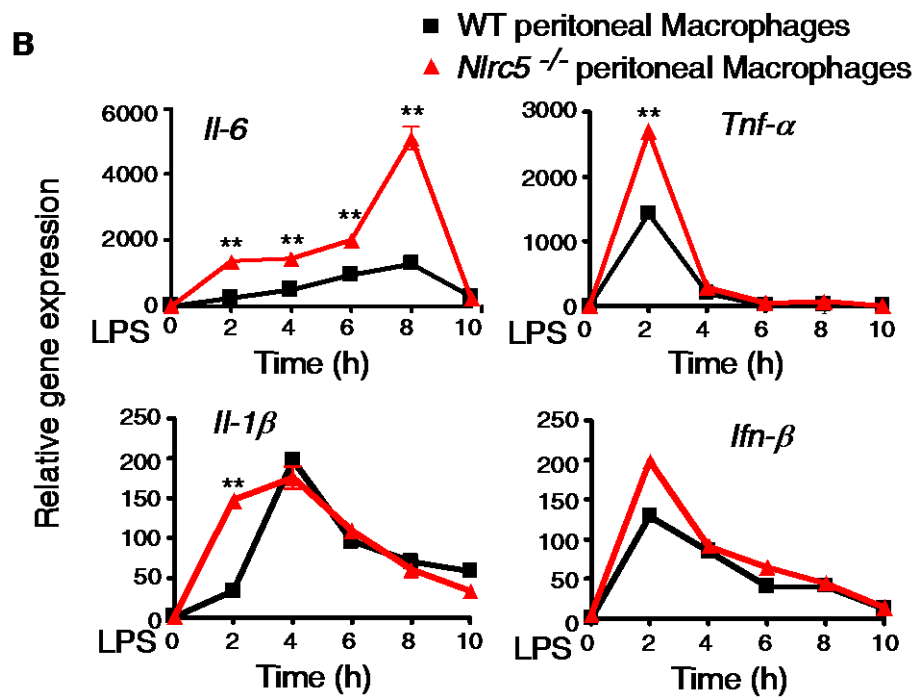 B
WT peritoneal Macrophages
Nlrc5 -/- peritoneal Macrophages
Relative gene expression
Il-6
6000
4000
2000
0
** ** ** **
LPS
0 2 4 6 8 10
Time (h)
Tnf-α
3000
2000
1000
0
**
LPS
0 2 4 6 8 10
Time (h)
Il-1β
250
200
150
100
50
0
**
LPS
0 2 4 6 8 10
Time (h)
Ifn-β
250
200
150
100
50
0
LPS
0 2 4 6 8 10
Time (h)